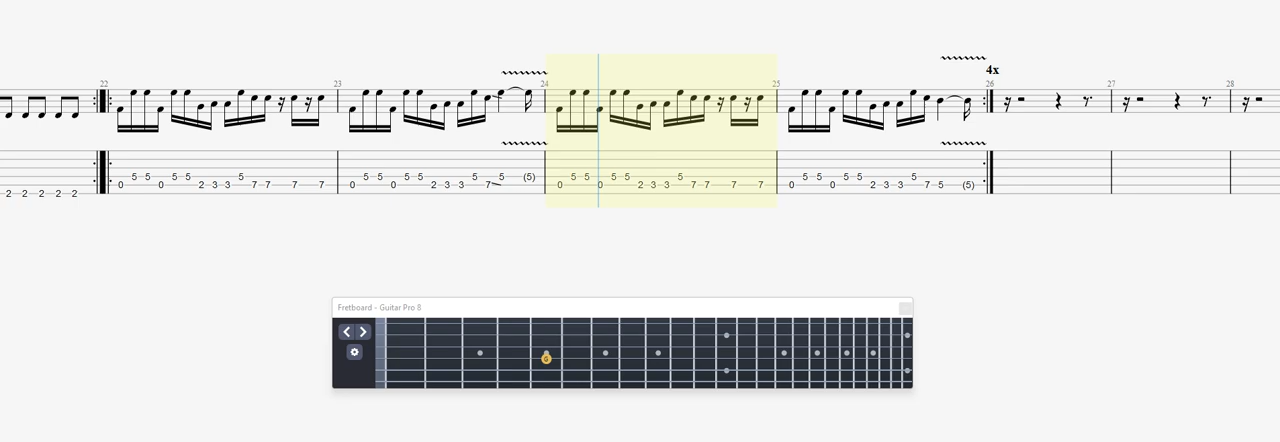 4x
22 23 24 25 26 27 28
5 5 5 5 5 5 5 5 5 5 5 (5) 5 5 5 5 5 5 5 5 5 5
0 0 2 3 3 7 7 7 7 0 0 2 3 3 7 0 0 2 3 3 7 7 7 7 0 0 2 3 3 7 5 (5)
2 2 2 2 2
Fretboard - Guitar Pro 8